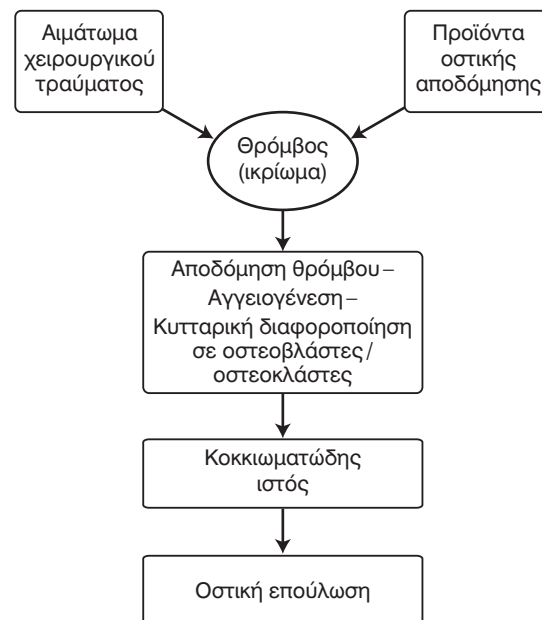 Αιμάτωμα
χειρουργικού
τραύματος
Προϊόντα
οστικής
αποδόμησης
Θρόμβος
(ικρίωμα)
Αποδόμηση θρόμβου –
Αγγειογένεση –
Κυτταρική διαφοροποίηση
σε οστεοβλάστες /
οστεοκλάστες
Κοκκιωματώδης
ιστός
Οστική επούλωση